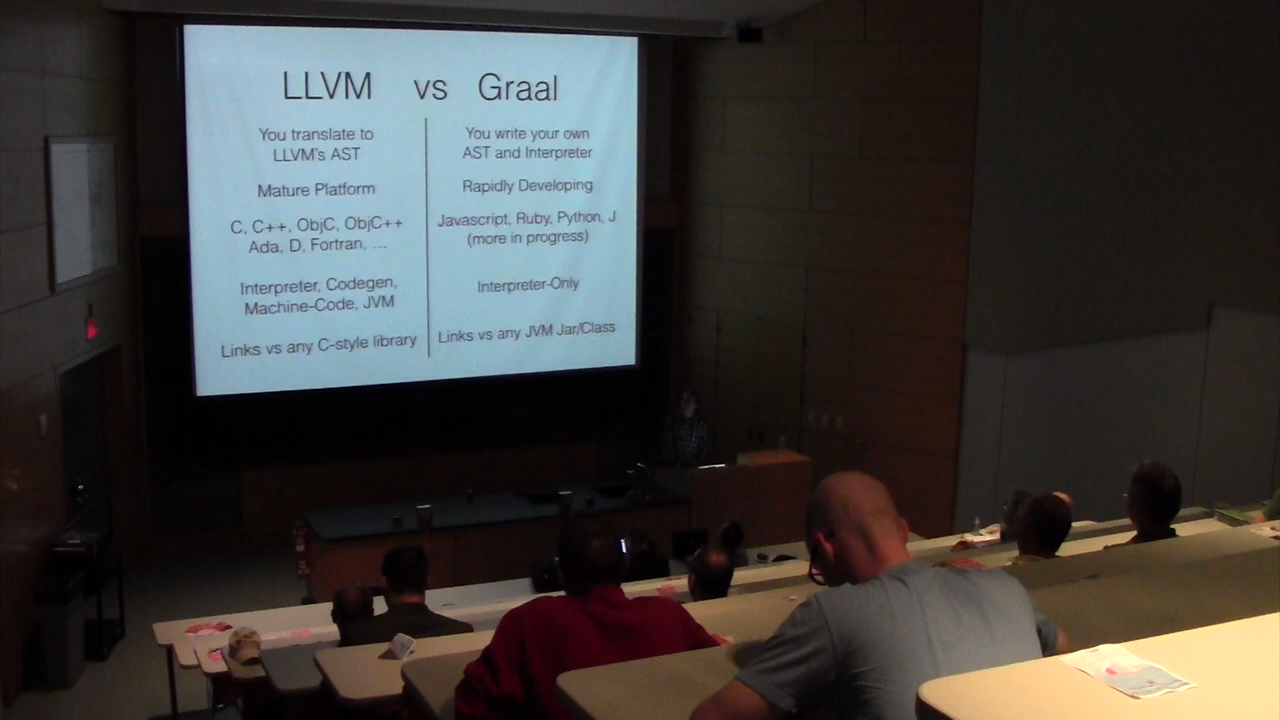 LLVM vs Graal
You translate to
LLVM's AST
Mature Platform
C, C++, ObjC, ObjC++
Ada, D, Fortran, ...
Interpreter, Codegen,
Machine-Code, JVM
Links vs any C-style library
You write your own
AST and Interpreter
Rapidly Developing
Javascript, Ruby, Python, J
(more in progress)
Interpreter-Only
Links vs any JVM Jar/Class